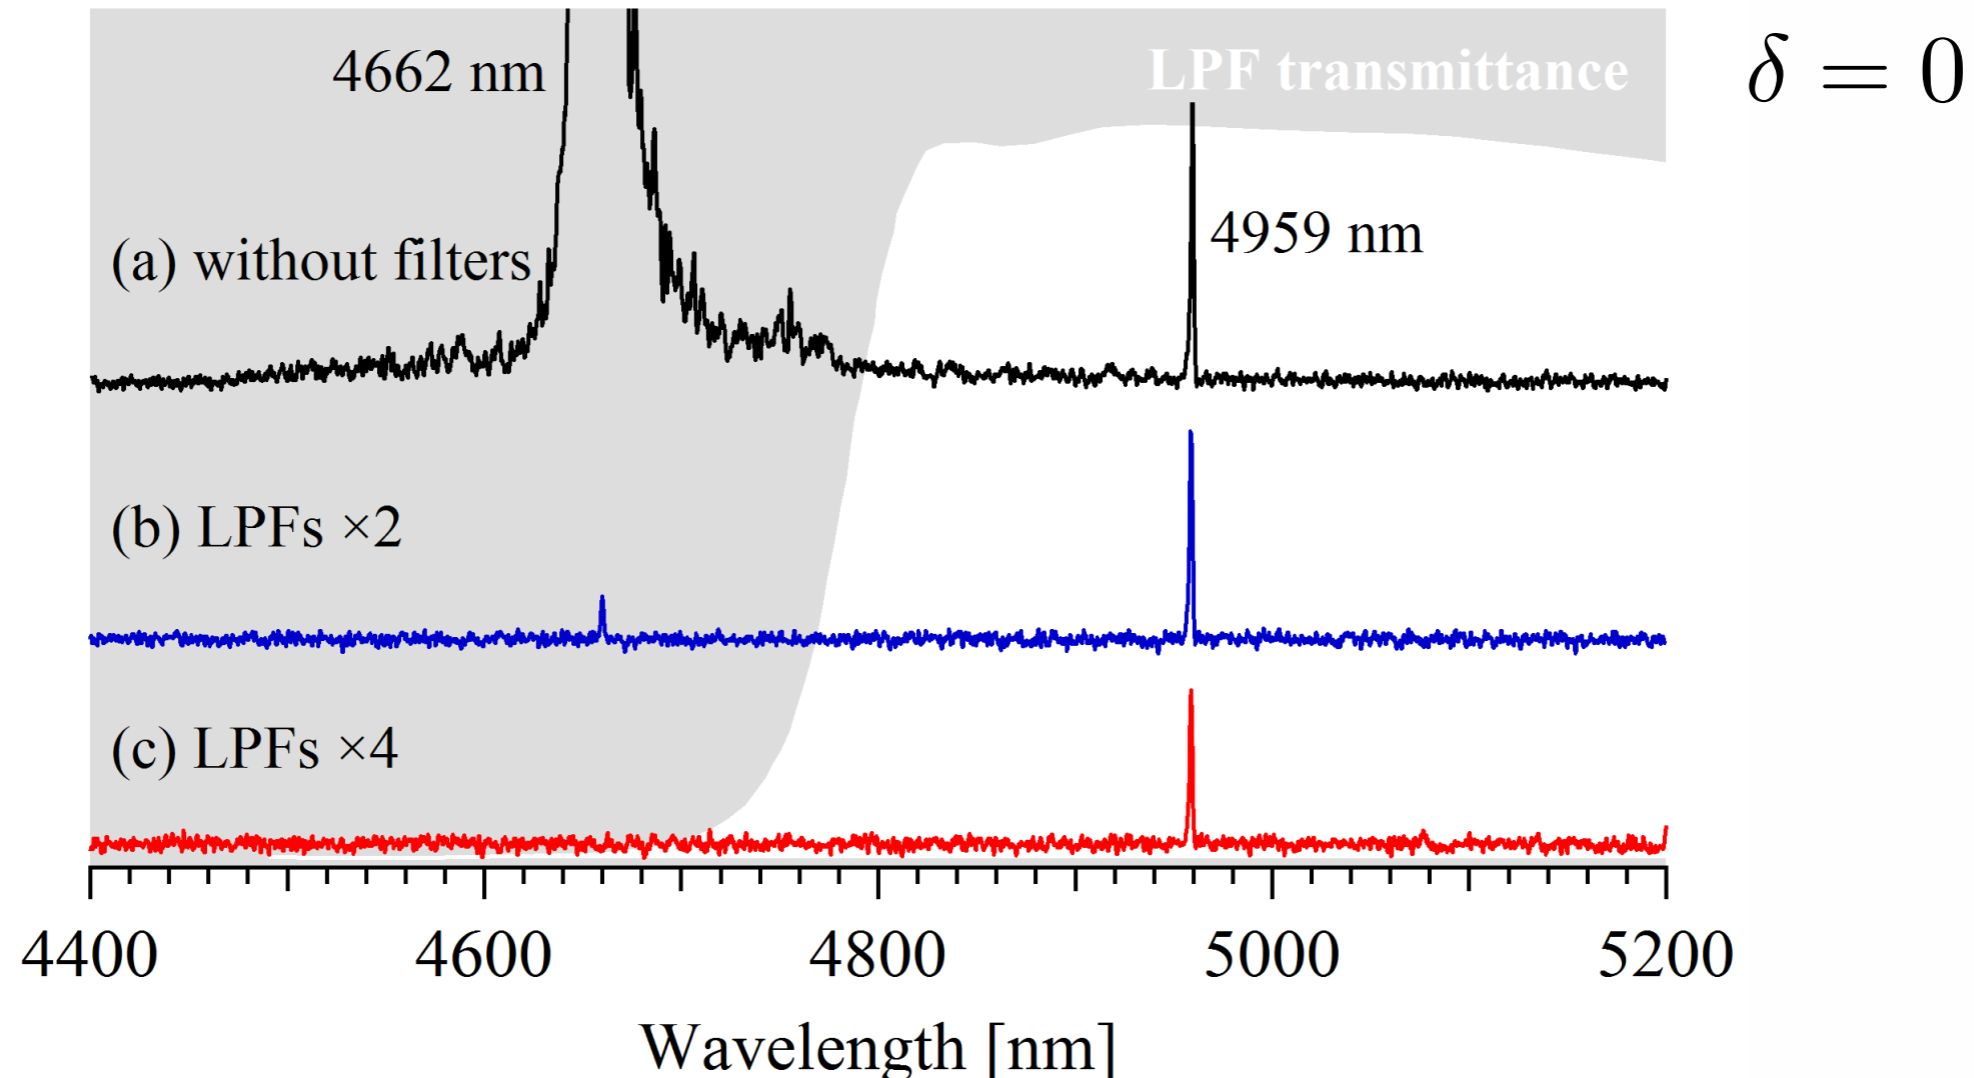 4662 nm
LPF transmittance
δ = 0
4959 nm
(a) without filters
(b) LPFs ×2
(c) LPFs ×4
4400 4600 4800 5000 5200
Wavelength [nm]